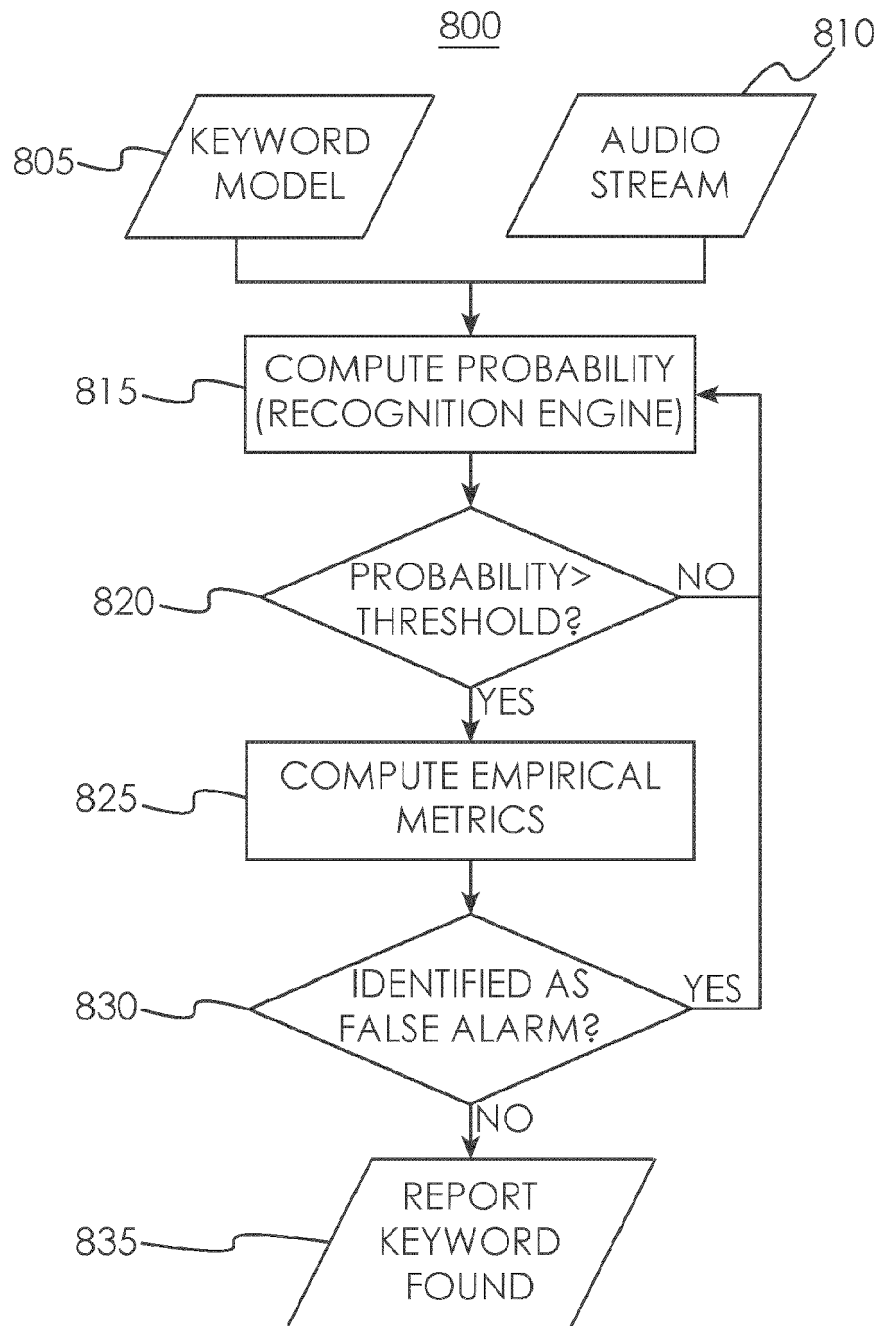 800
810
805
KEYWORD
MODEL
AUDIO
STREAM
815
COMPUTE PROBABILITY
(RECOGNITION ENGINE)
820
PROBABILITY>
THRESHOLD?
NO
YES
825
COMPUTE EMPIRICAL
METRICS
830
IDENTIFIED AS
FALSE ALARM?
YES
NO
835
REPORT
KEYWORD
FOUND